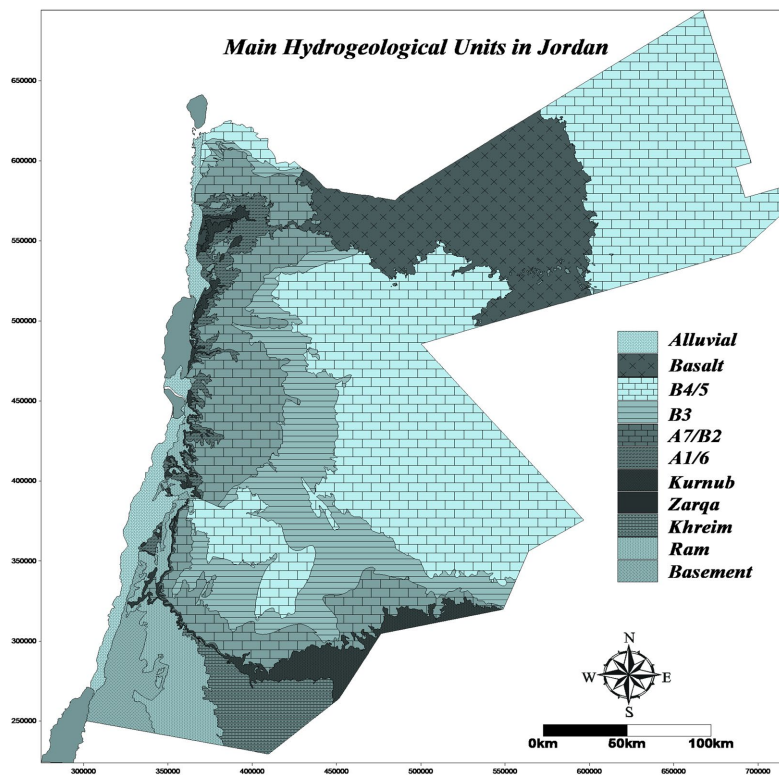 Main Hydrogeological Units in Jordan
650000
600000
550000
500000
450000
400000
350000
300000
250000
Alluvial
Basalt
B4/5
B3
A7/B2
A1/6
Kurnub
Zarqa
Khreim
Ram
Basement
N
W E
S
0km 50km 100km
300000 350000 400000 450000 500000 550000 600000 650000 700000